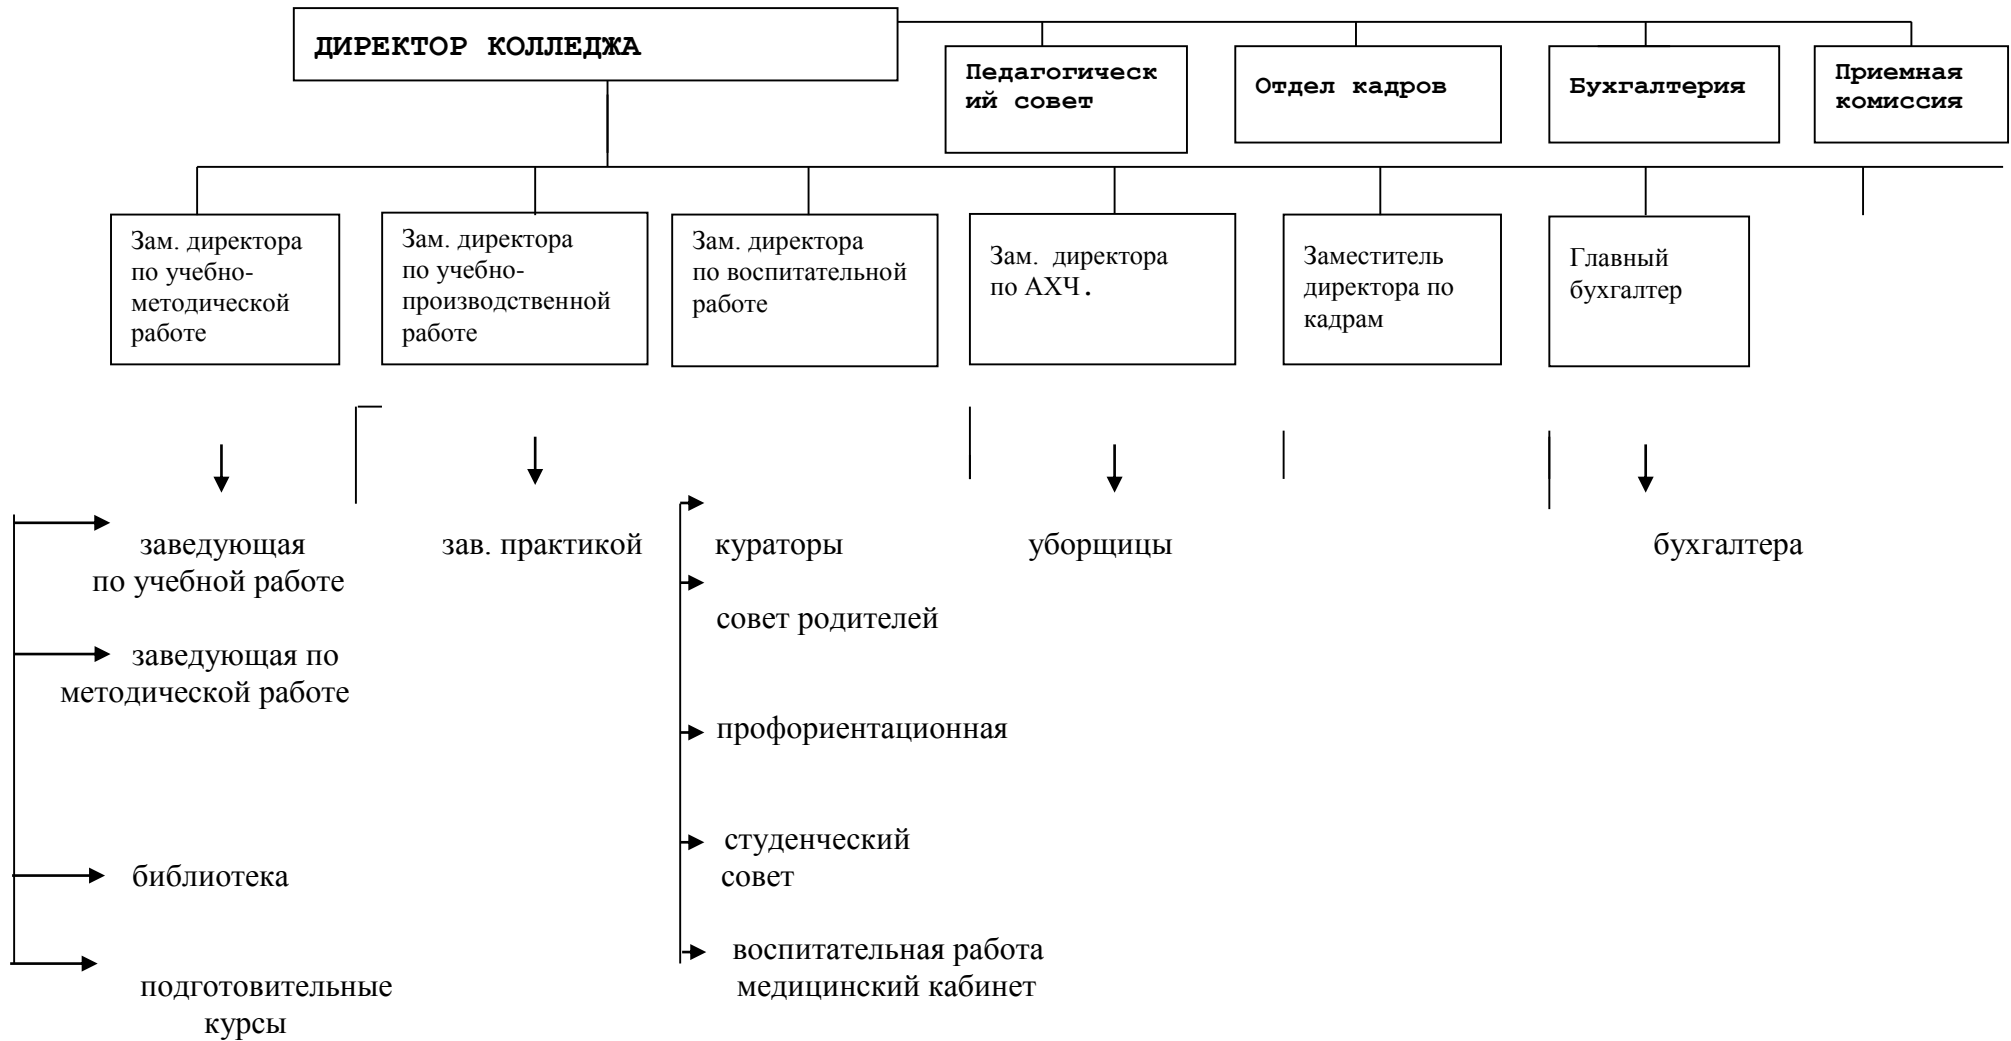 ДИРЕКТОР КОЛЛЕДЖА
Педагогическ
ий совет
Отдел кадров
Бухгалтерия
Приемная
комиссия
Зам. директора
по учебно-
методической
работе
Зам. директора
по учебно-
производственной
работе
Зам. директора
по воспитательной
работе
Зам. директора
по АХЧ.
Заместитель
директора по
кадрам
Главный
бухгалтер
заведующая
по учебной работе
заведующая по
методической работе
библиотека
подготовительные
курсы
зав. практикой
кураторы
совет родителей
профориентационная
студенческий
совет
воспитательная работа
медицинский кабинет
уборщицы
бухгалтера